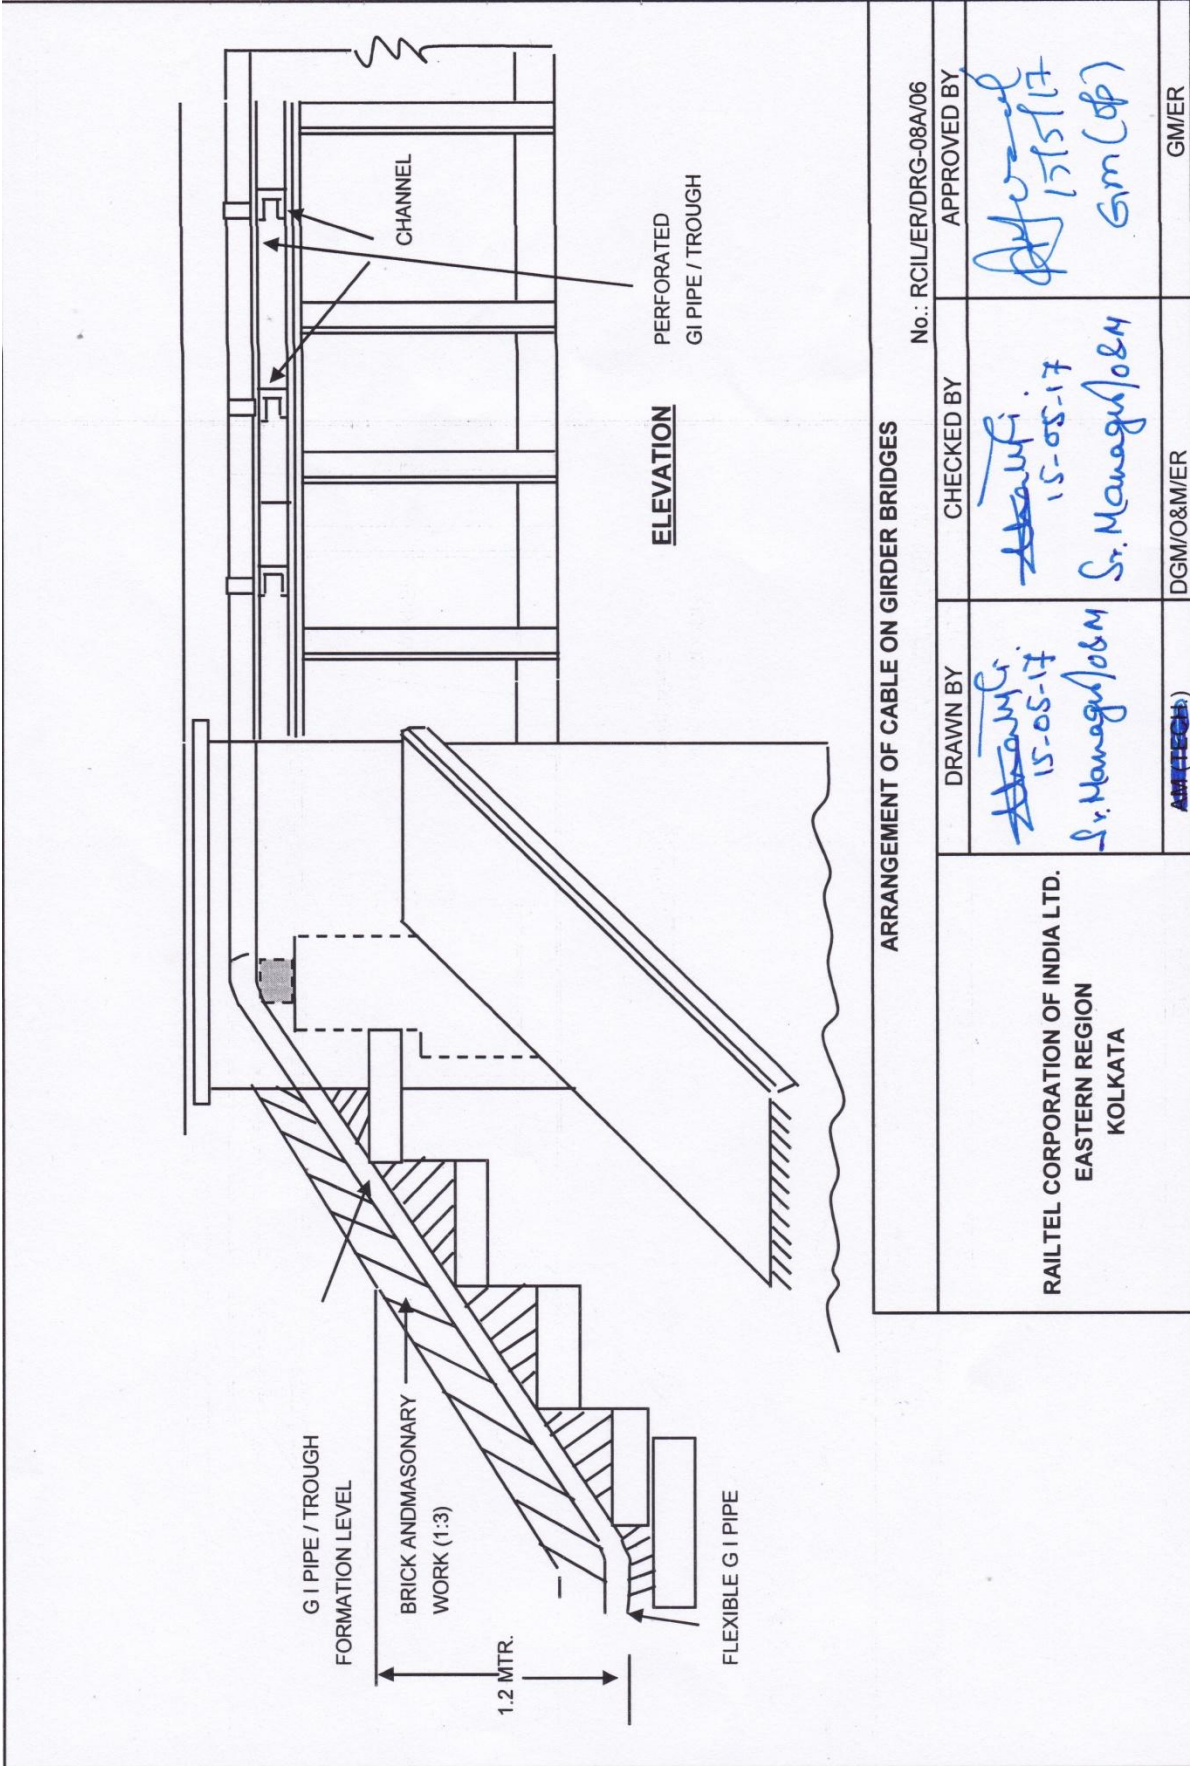 G I PIPE / TROUGH
FORMATION LEVEL
BRICK ANDMASONARY
WORK (1:3)
1.2 MTR.
FLEXIBLE G I PIPE
CHANNEL
PERFORATED
GI PIPE / TROUGH
ELEVATION
ARRANGEMENT OF CABLE ON GIRDER BRIDGES
No.: RCIL/ER/DRG-08A/06
RAILTEL CORPORATION OF INDIA LTD.
EASTERN REGION
KOLKATA
DRAWN BY
15-05-17
Sr. Manager/O&M
AM (TECH.)
CHECKED BY
15-05-17
Sr. Manager/O&M
DGM/O&M/ER
APPROVED BY
15/5/17
GM (OP)
GM/ER